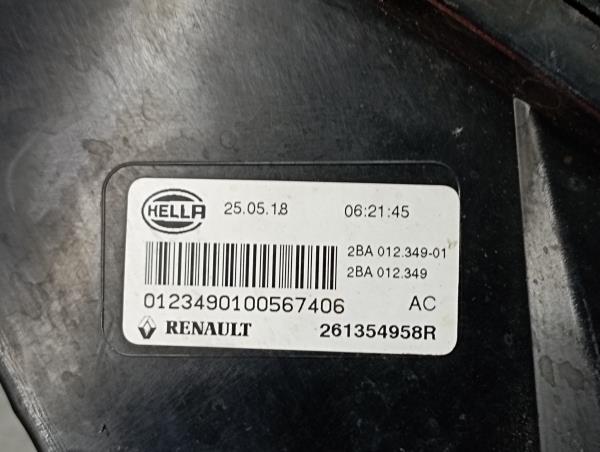 HELLA 25.05.18 06:21:45
2BA 012.349-01
2BA 012.349
0123490100567406 AC
RENAULT 261354958R